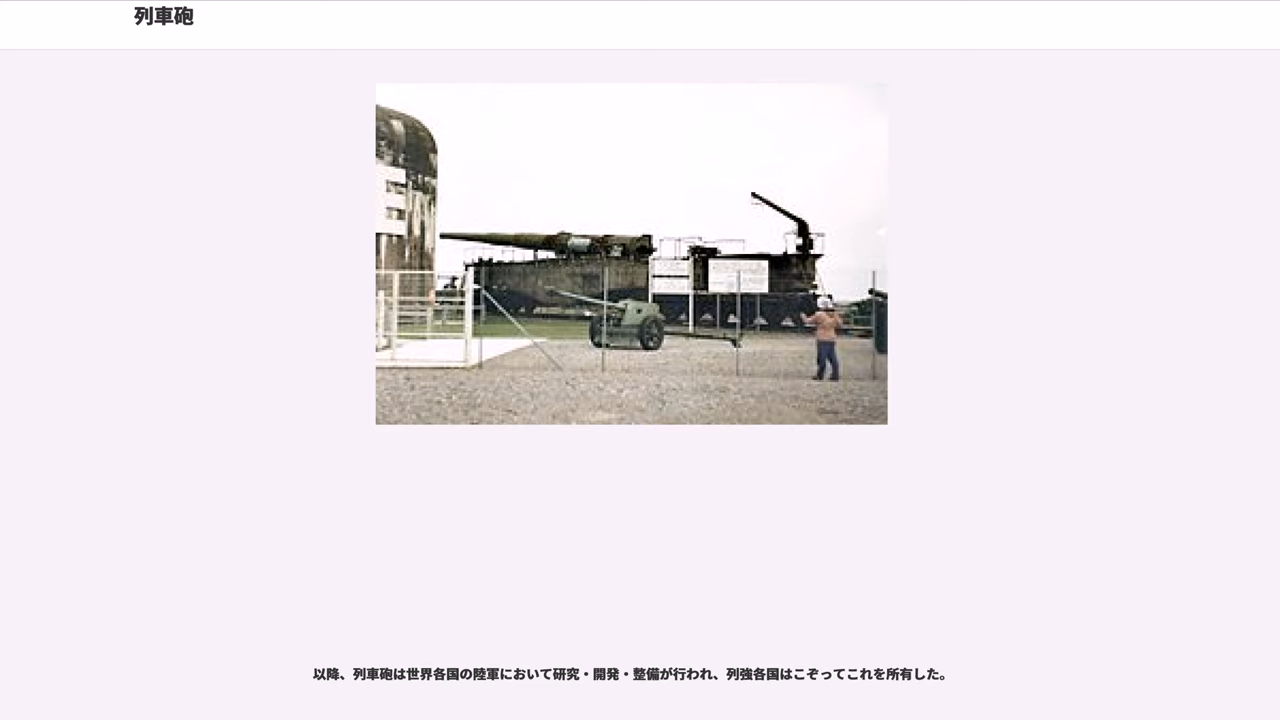 列車砲
以降、列車砲は世界各国の陸軍において研究・開発・整備が行われ、列強各国はこぞってこれを所有した。